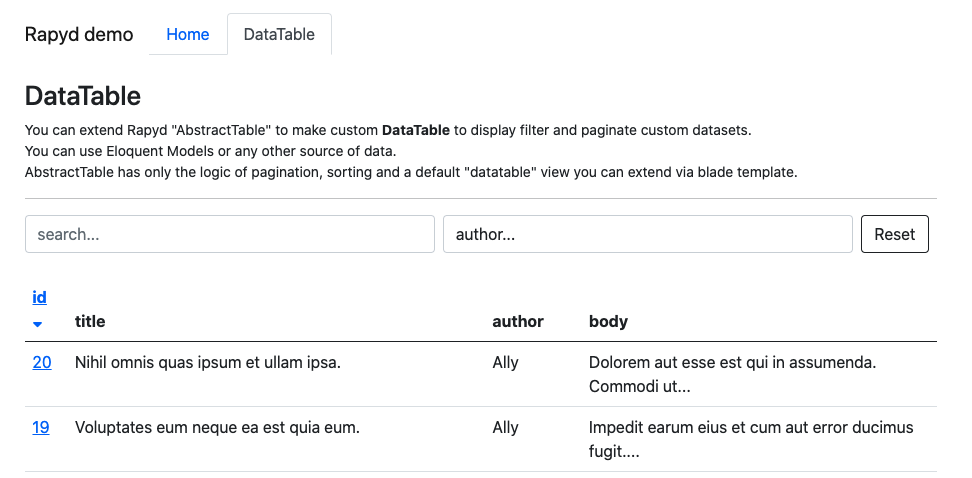 Rapyd demo Home DataTable
DataTable
You can extend Rapyd "AbstractTable" to make custom DataTable to display filter and paginate custom datasets.
You can use Eloquent Models or any other source of data.
AbstractTable has only the logic of pagination, sorting and a default "datatable" view you can extend via blade template.
search... author... Reset
id
title author body
20 Nihil omnis quas ipsum et ullam ipsa. Ally Dolorem aut esse est qui in assumenda.
Commodi ut...
19 Voluptates eum neque ea est quia eum. Ally Impedit earum eius et cum aut error ducimus
fugit....